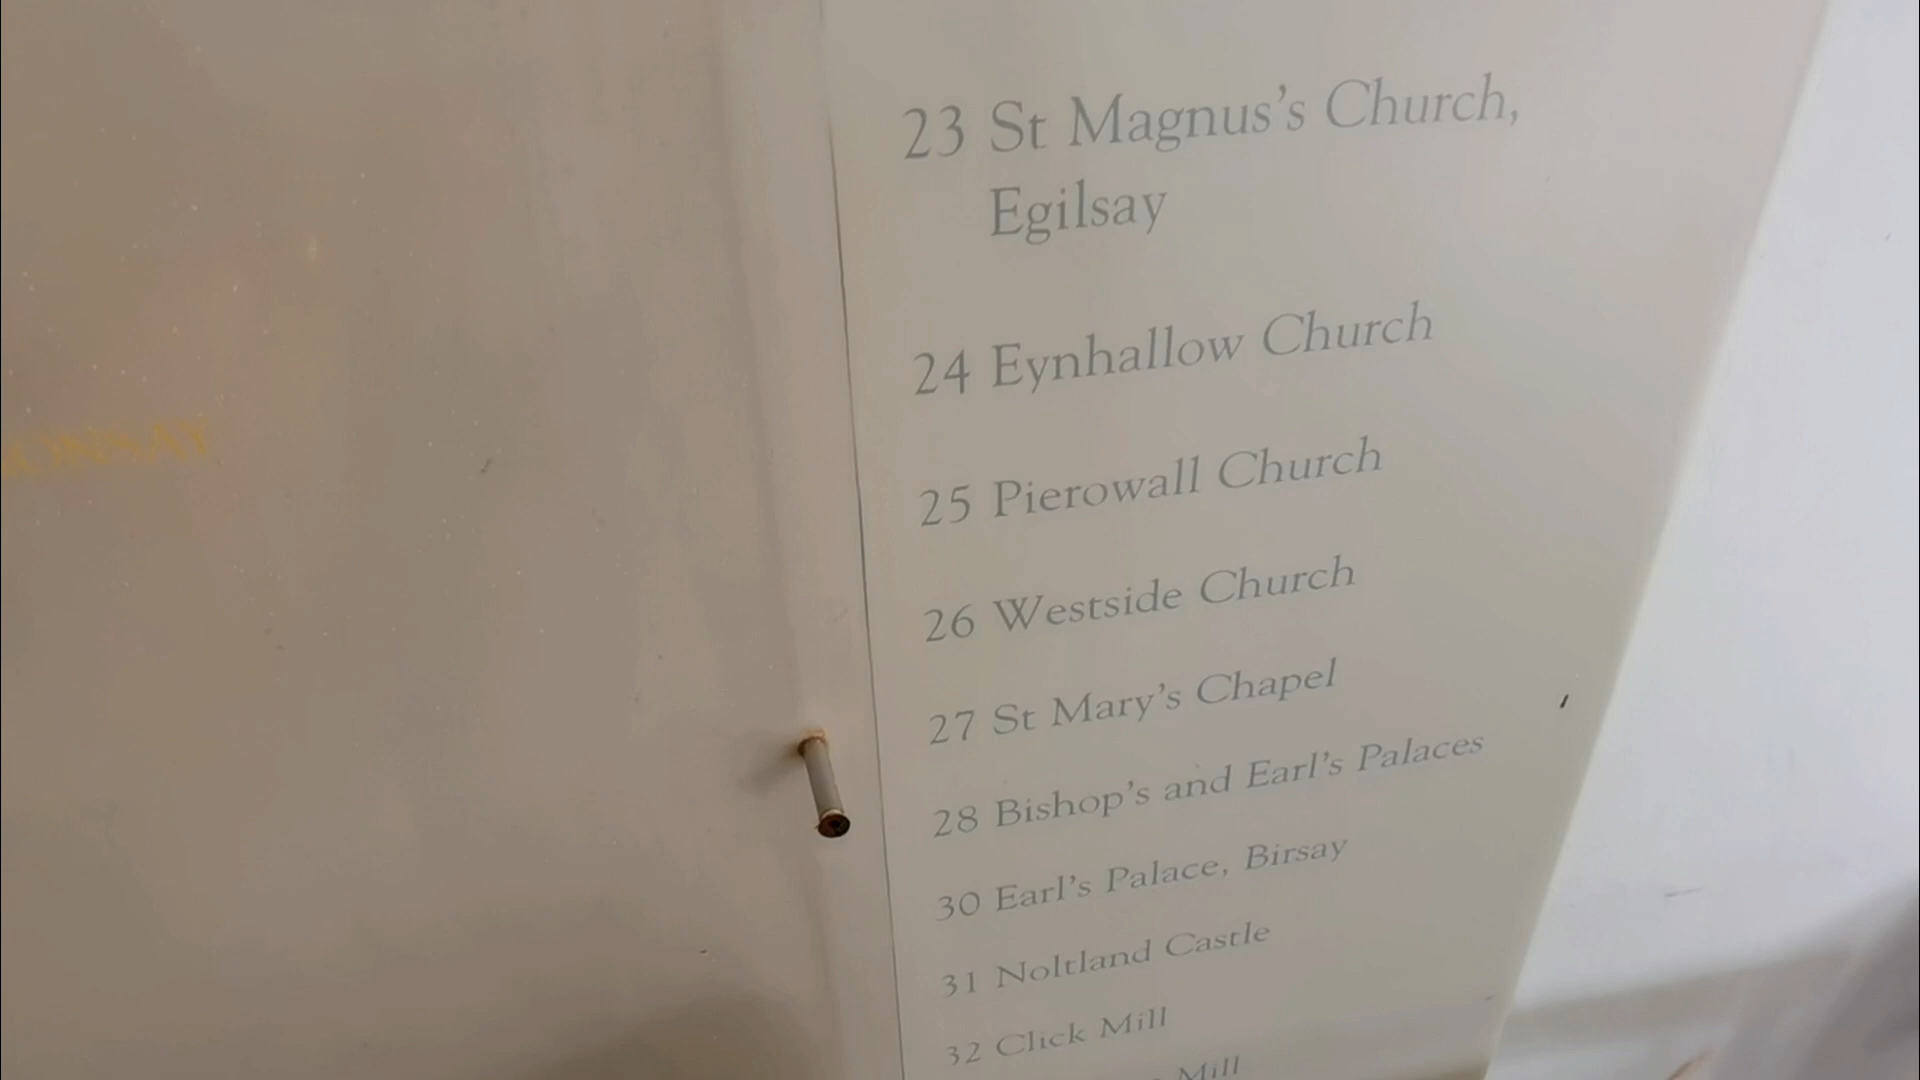 23 St Magnus's Church,
Egilsay
24 Eynhallow Church
25 Pierowall Church
26 Westside Church
27 St Mary's Chapel
28 Bishop's and Earl's Palaces
30 Earl's Palace, Birsay
31 Noltland Castle
32 Click Mill
Mill